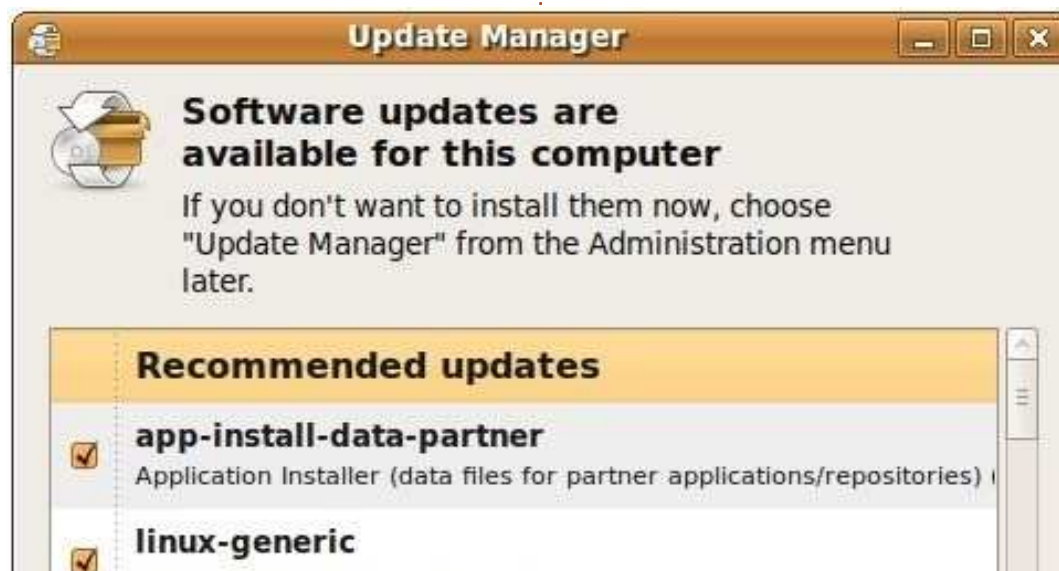 Update Manager
Software updates are
available for this computer
If you don't want to install them now, choose
"Update Manager" from the Administration menu
later.
Recommended updates
app-install-data-partner
Application Installer (data files for partner applications/repositories) (
linux-generic